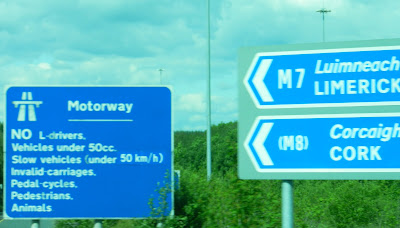 Motorway
NO L-drivers.
Vehicles under 50cc.
Slow vehicles (under 50 km/h)
Invalid-carriages.
Pedal-cycles.
Pedestrians.
Animals
M7 Luimneach
LIMERICK
(M8) Corcaigh
CORK